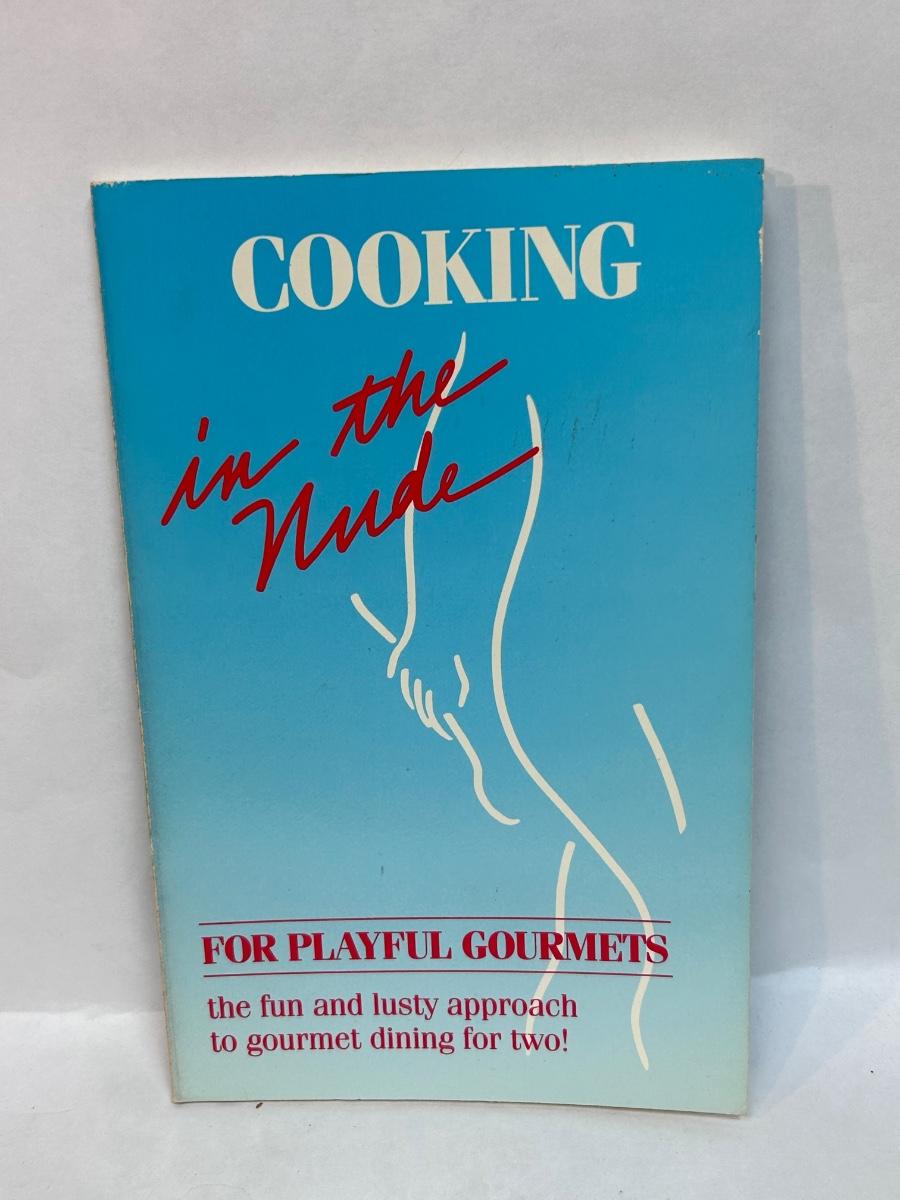 COOKING
in the
Nude
FOR PLAYFUL GOURMETS
the fun and lusty approach
to gourmet dining for two!